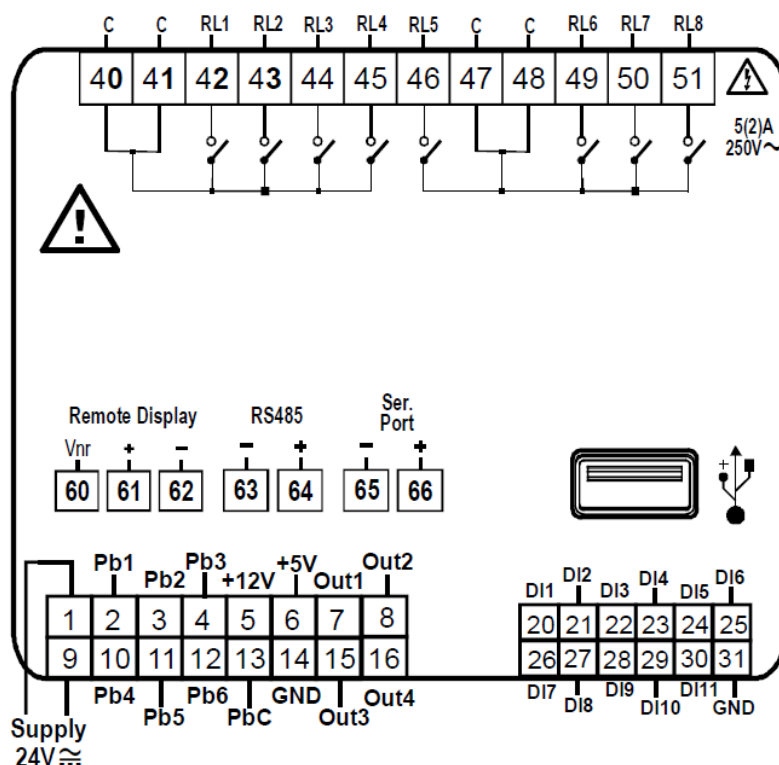 C C RL1 RL2 RL3 RL4 RL5 C C RL6 RL7 RL8
40 41 42 43 44 45 46 47 48 49 50 51
5(2)A
250V~
!
Remote Display RS485 Ser. Port
Vnr + − − + − +
60 61 62 63 64 65 66
Pb1 Pb2 Pb3 +12V +5V Out1 Out2
1 2 3 4 5 6 7 8
9 10 11 12 13 14 15 16
Pb4 Pb5 Pb6 PbC GND Out3 Out4
Supply
24V
DI1 DI2 DI3 DI4 DI5 DI6
20 21 22 23 24 25
26 27 28 29 30 31
DI7 DI8 DI9 DI10 DI11 GND
+